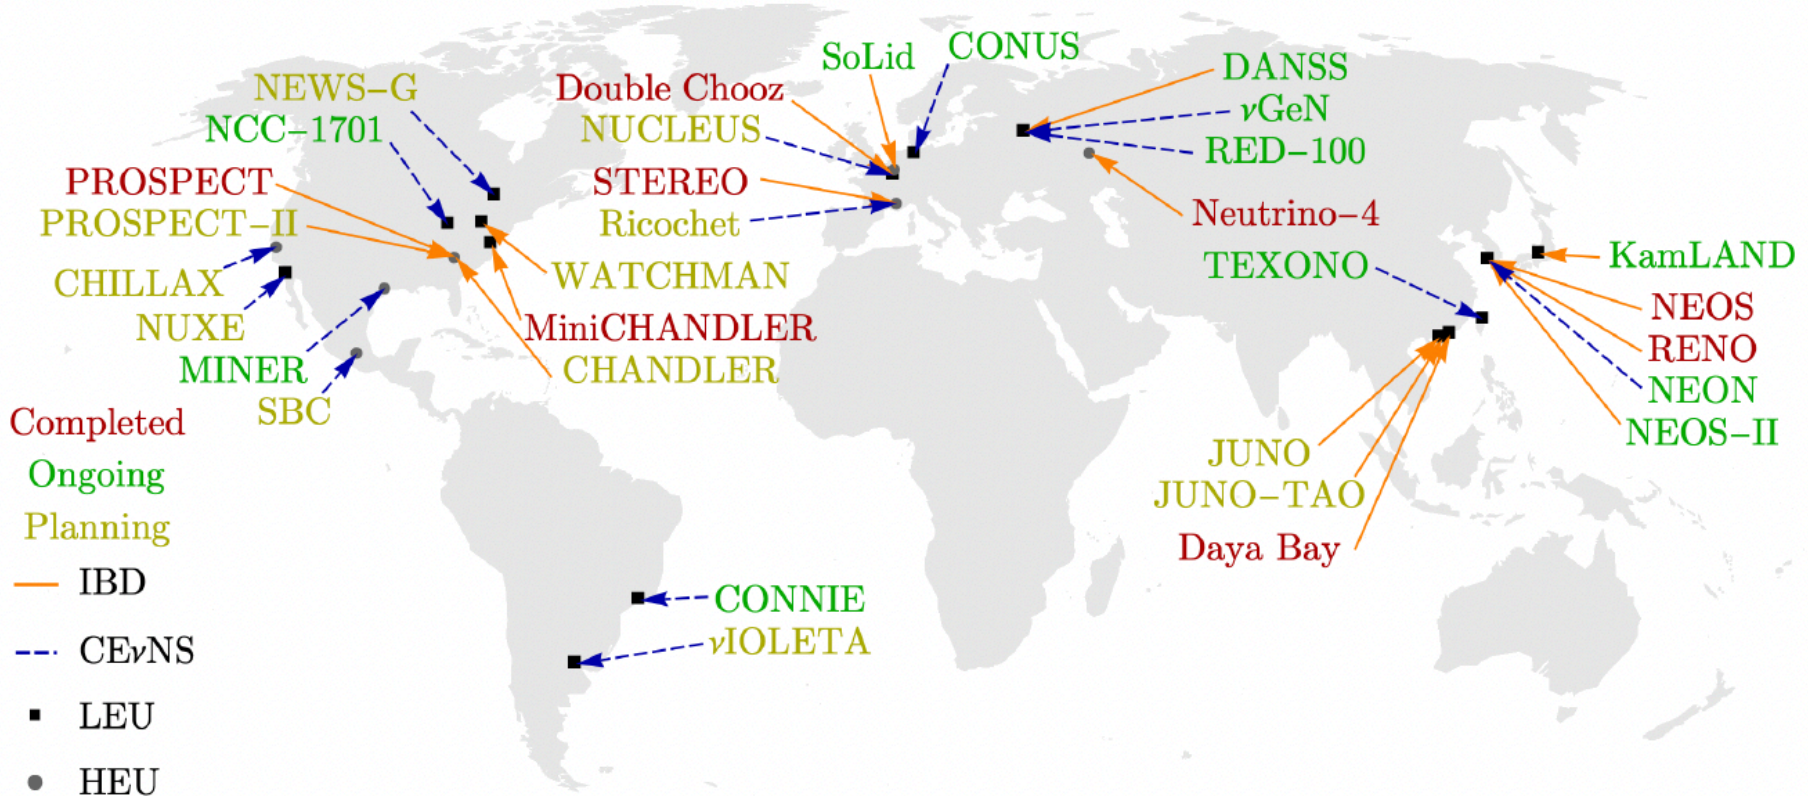 NEWS–G
NCC–1701
PROSPECT
PROSPECT–II
CHILLAX
NUXE
MINER
SBC
Completed
Ongoing
Planning
IBD
CEνNS
LEU
HEU
SoLid
CONUS
Double Chooz
NUCLEUS
STEREO
Ricochet
WATCHMAN
MiniCHANDLER
CHANDLER
CONNIE
νIOLETA
DANSS
νGeN
RED–100
Neutrino–4
TEXONO
KamLAND
NEOS
RENO
NEON
NEOS–II
JUNO
JUNO–TAO
Daya Bay